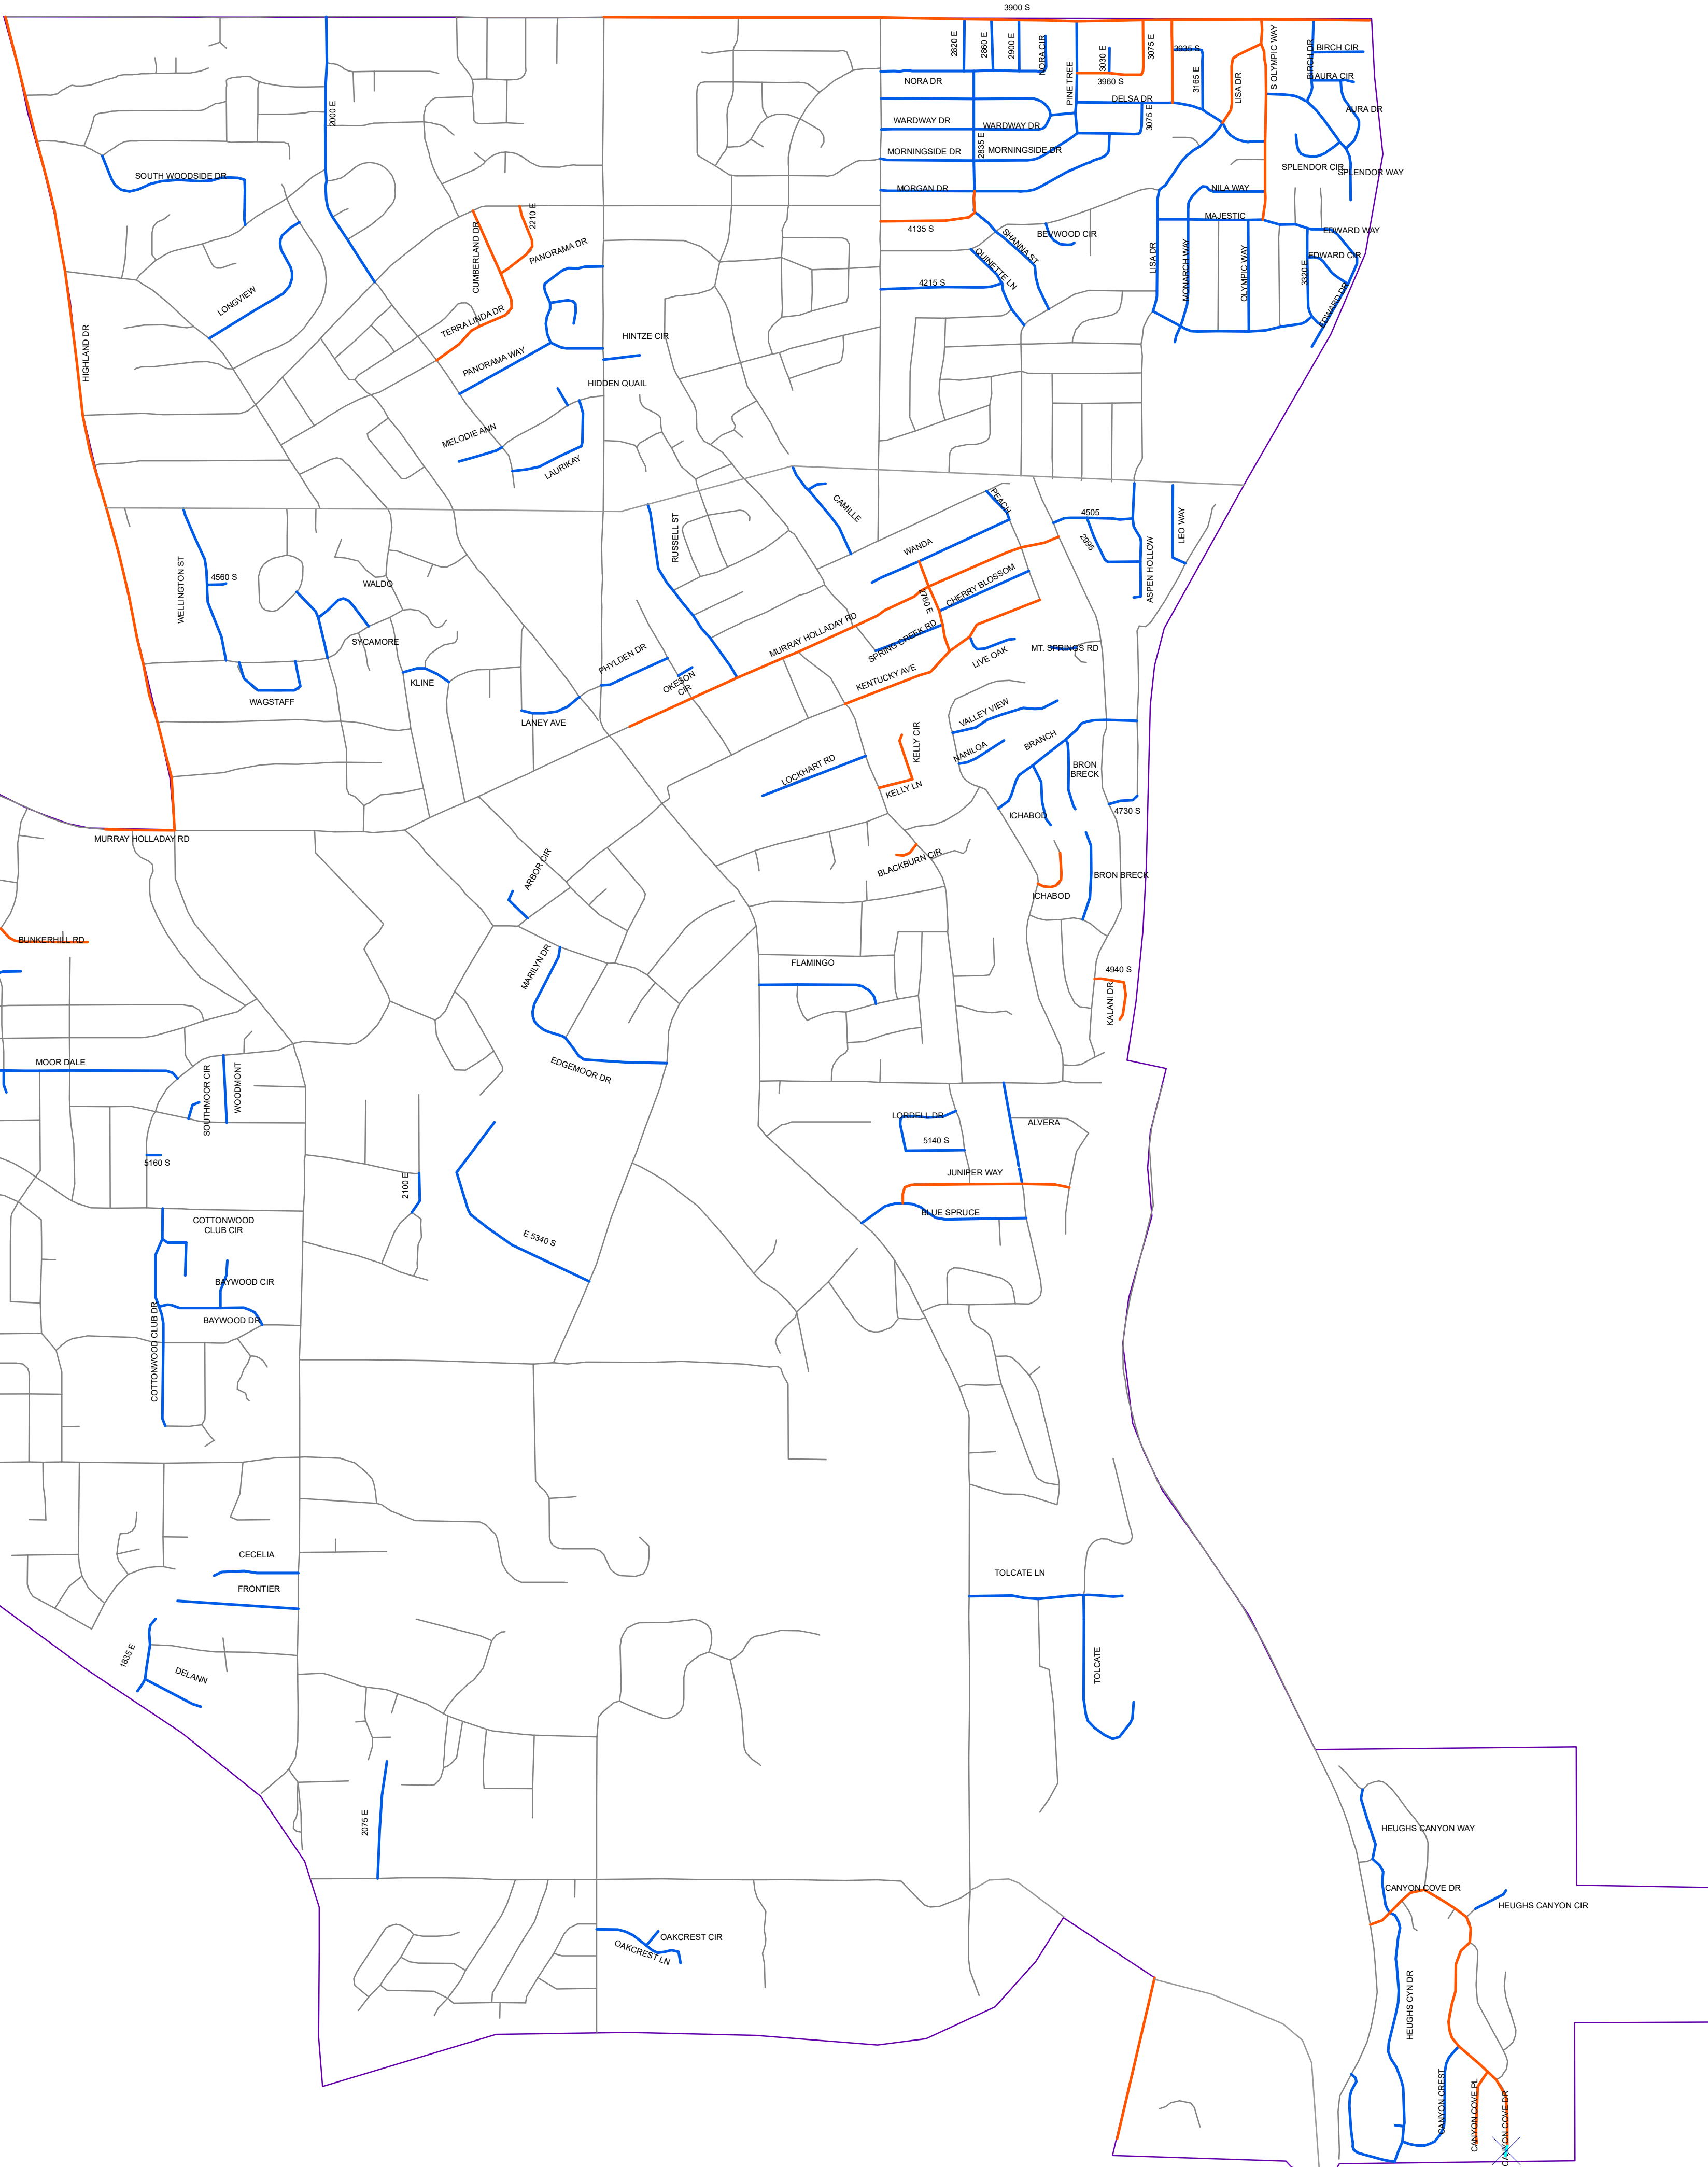 3900 S
2820 E
2860 E
2900 E
NORA CIR
3030 E
3075 E
3935 S
S OLYMPIC WAY
BIRCH DR
BIRCH CIR
NORA DR
PINE TREE
3960 S
3165 E
LISA DR
AURA CIR
2000 E
DELSA DR
AURA DR
WARDWAY DR
WARDWAY DR
3075 E
MORNINGSIDE DR
2835 E
MORNINGSIDE DR
SPLENDOR CIR
SPLENDOR WAY
SOUTH WOODSIDE DR
MORGAN DR
NILA WAY
2210 E
CUMBERLAND DR
4135 S
BEVWOOD CIR
MAJESTIC
EDWARD WAY
PANORAMA DR
SHANNA ST
LISA DR
EDWARD CIR
QUINETTE LN
MONARCH WAY
OLYMPIC WAY
3320 E
LONGVIEW
4215 S
EDWARD DR
TERRA LINDA DR
HIGHLAND DR
HINTZE CIR
PANORAMA WAY
HIDDEN QUAIL
MELODIE ANN
LAURIKAY
PEACH
CAMILLE
RUSSELL ST
4505
LEO WAY
2995
WANDA
ASPEN HOLLOW
WELLINGTON ST
4560 S
WALDO
CHERRY BLOSSOM
2760 E
SYCAMORE
MURRAY HOLLADAY RD
SPRING CREEK RD
LIVE OAK
MT. SPRINGS RD
PHYLDEN DR
OKESON
CIR
KENTUCKY AVE
KLINE
WAGSTAFF
LANEY AVE
VALLEY VIEW
KELLY CIR
NANILOA
BRANCH
LOCKHART RD
BRON
BRECK
KELLY LN
ICHABOD
4730 S
MURRAY HOLLADAY RD
ARBOR CIR
BLACKBURN CIR
BRON BRECK
ICHABOD
BUNKERHILL RD
MARILYN DR
FLAMINGO
4940 S
KALANI DR
MOOR DALE
EDGEMOOR DR
SOUTHMOOR CIR
WOODMONT
LORDELL DR
ALVERA
5140 S
5160 S
JUNIPER WAY
2100 E
BLUE SPRUCE
COTTONWOOD
CLUB CIR
E 5340 S
BAYWOOD CIR
BAYWOOD DR
COTTONWOOD CLUB DR
CECELIA
TOLCATE LN
FRONTIER
1835 E
DELANN
TOLCATE
2075 E
HEUGHS CANYON WAY
CANYON COVE DR
HEUGHS CANYON CIR
OAKCREST CIR
OAKCREST LN
HEUGHS CYN DR
CANYON CREST
CANYON COVE PL
CANYON COVE DR